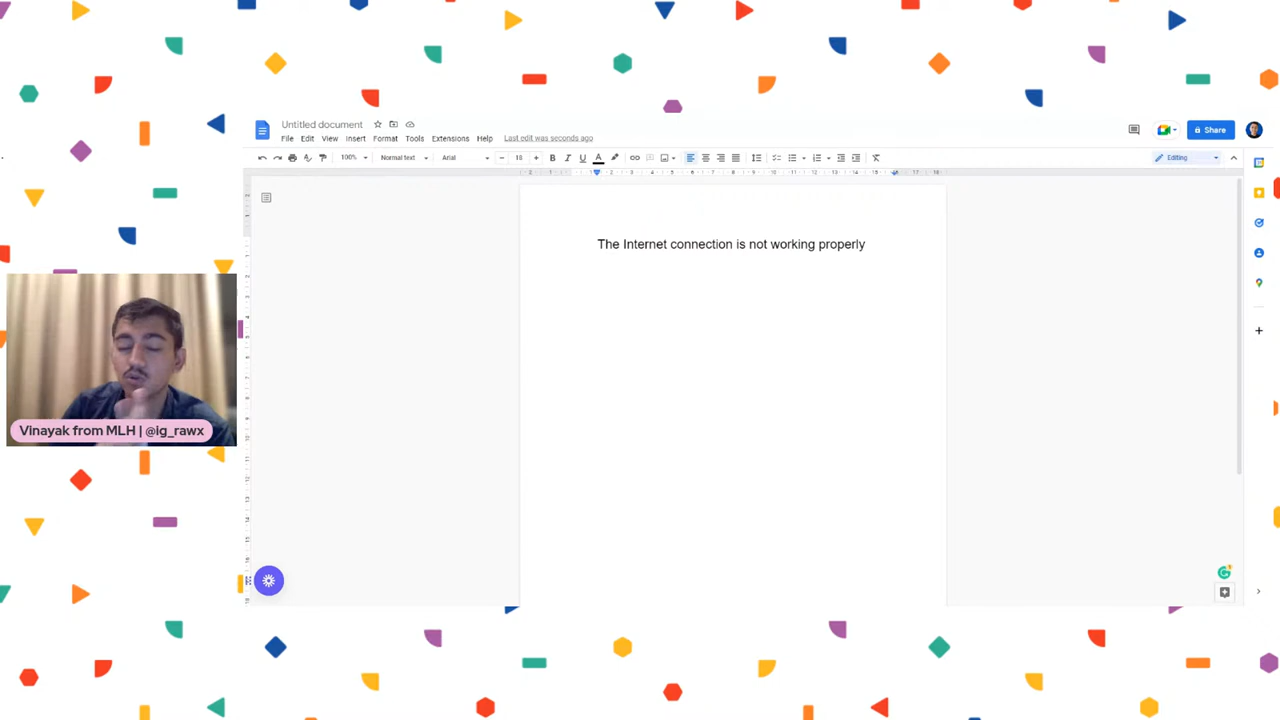 Untitled document
File Edit View Insert Format Tools Extensions Help Last edit was seconds ago
Share
100% Normal text Arial 18 Editing
The Internet connection is not working properly
Vinayak from MLH | @ig_rawx